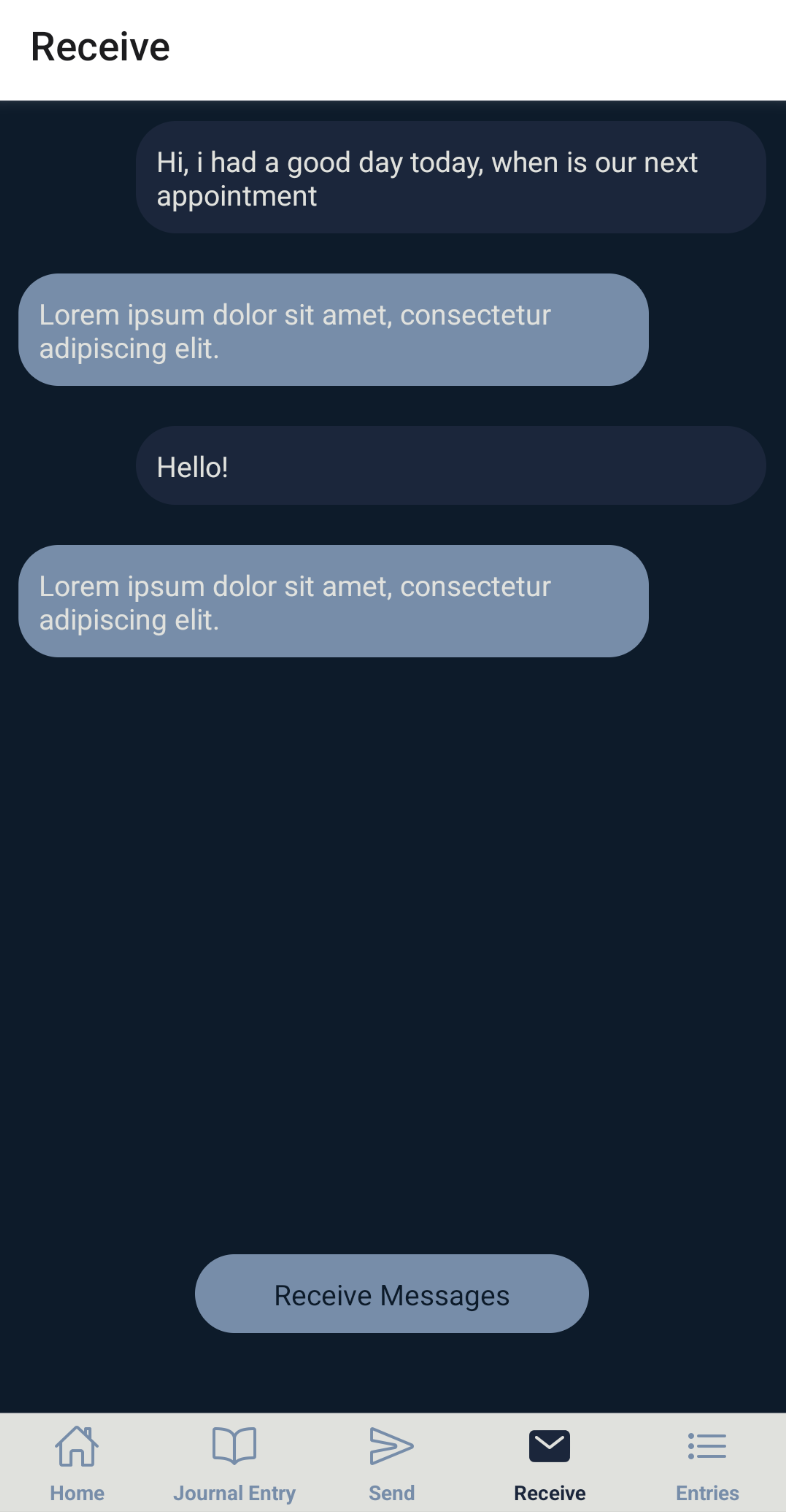 Receive
Hi, i had a good day today, when is our next
appointment
Lorem ipsum dolor sit amet, consectetur
adipiscing elit.
Hello!
Lorem ipsum dolor sit amet, consectetur
adipiscing elit.
Receive Messages
Home
Journal Entry
Send
Receive
Entries